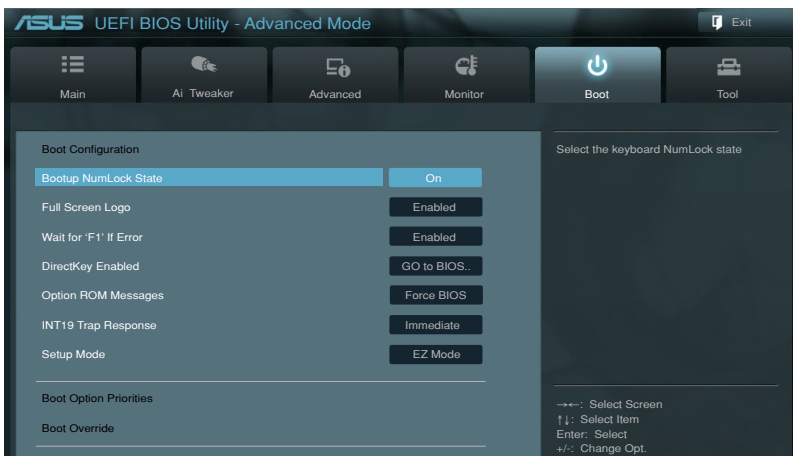 ASUS UEFI BIOS Utility - Advanced Mode
Exit
Main
Ai Tweaker
Advanced
Monitor
Boot
Tool
Boot Configuration
Bootup NumLock State On
Full Screen Logo Enabled
Wait for ‘F1’ If Error Enabled
DirectKey Enabled GO to BIOS..
Option ROM Messages Force BIOS
INT19 Trap Response Immediate
Setup Mode EZ Mode
Boot Option Priorities
Boot Override
Select the keyboard NumLock state
→←: Select Screen
↑↓: Select Item
Enter: Select
+/-: Change Opt.